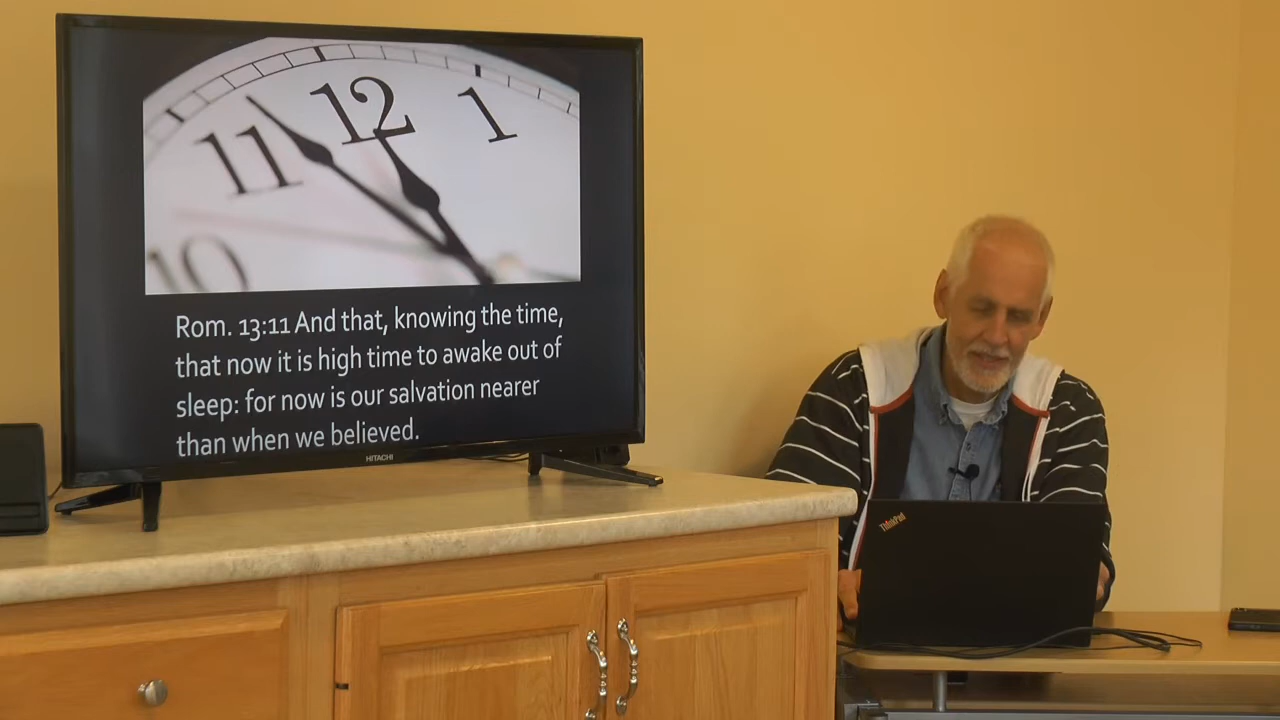 12
1
11
10
Rom. 13:11 And that, knowing the time,
that now it is high time to awake out of
sleep: for now is our salvation nearer
than when we believed.
HITACHI
ThinkPad